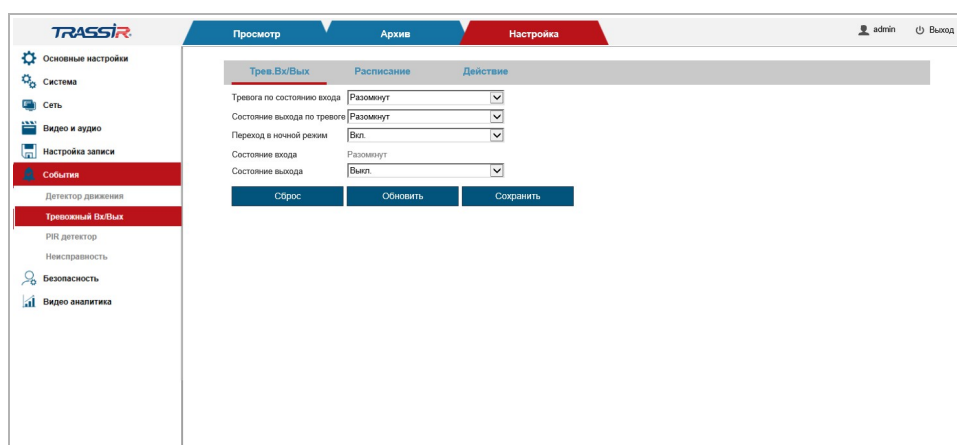 TRASSIR
Просмотр
Архив
Настройка
admin
Выход
Основные настройки
Система
Сеть
Видео и аудио
Настройка записи
События
Детектор движения
Тревожный Вх/Вых
PIR детектор
Неисправность
Безопасность
Видео аналитика
Трев.Вх/Вых
Расписание
Действие
Тревога по состоянию входа Разомкнут
Состояние выхода по тревоге Разомкнут
Переход в ночной режим Вкл.
Состояние входа Разомкнут
Состояние выхода Выкл.
Сброс
Обновить
Сохранить